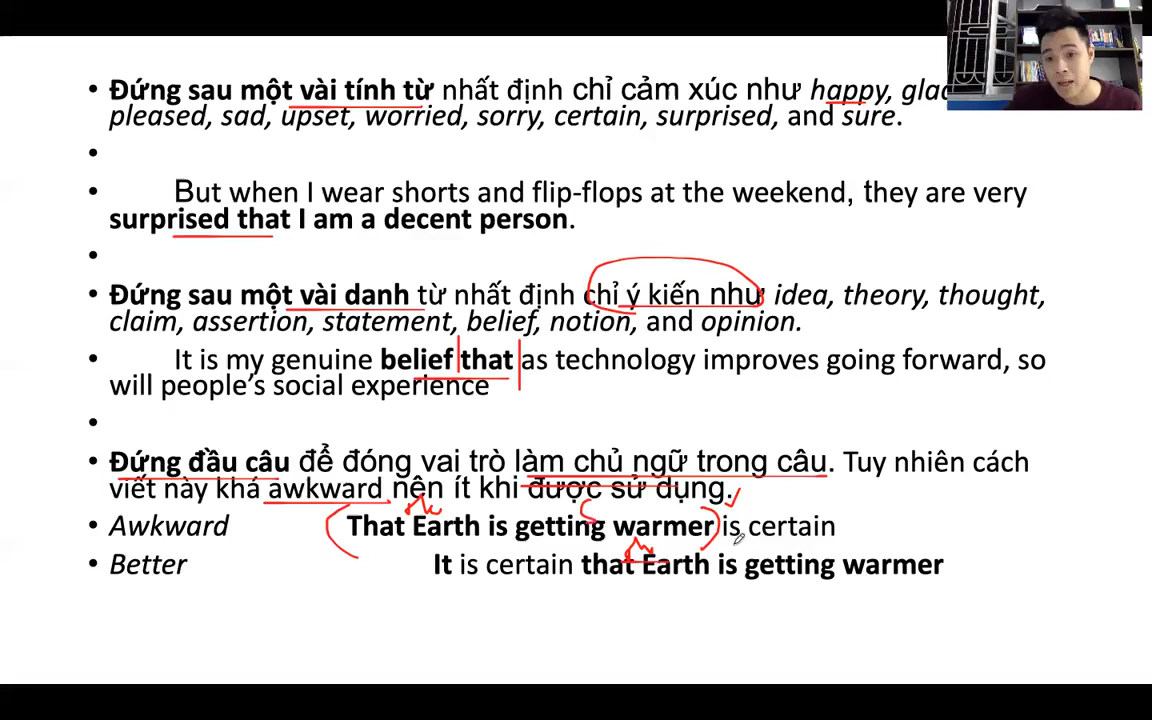 • Đứng sau một vài tính từ nhất định chỉ cảm xúc như happy,
pleased, sad, upset, worried, sorry, certain, surprised, and sure.
•
• But when I wear shorts and flip-flops at the weekend, they are very
surprised that I am a decent person.
•
• Đứng sau một vài danh từ nhất định chỉ ý kiến như idea, theory, thought,
claim, assertion, statement, belief, notion, and opinion.
• It is my genuine belief that as technology improves going forward, so
will people's social experience
•
• Đứng đầu câu để đóng vai trò làm chủ ngữ trong câu. Tuy nhiên cách
viết này khá awkward nên ít khi được sử dụng.
• Awkward That Earth is getting warmer is certain
• Better It is certain that Earth is getting warmer